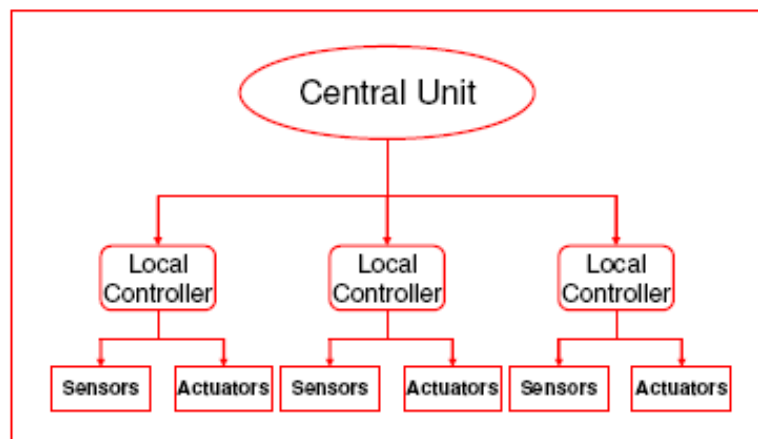 Central Unit
Local
Controller
Local
Controller
Local
Controller
Sensors
Actuators
Sensors
Actuators
Sensors
Actuators